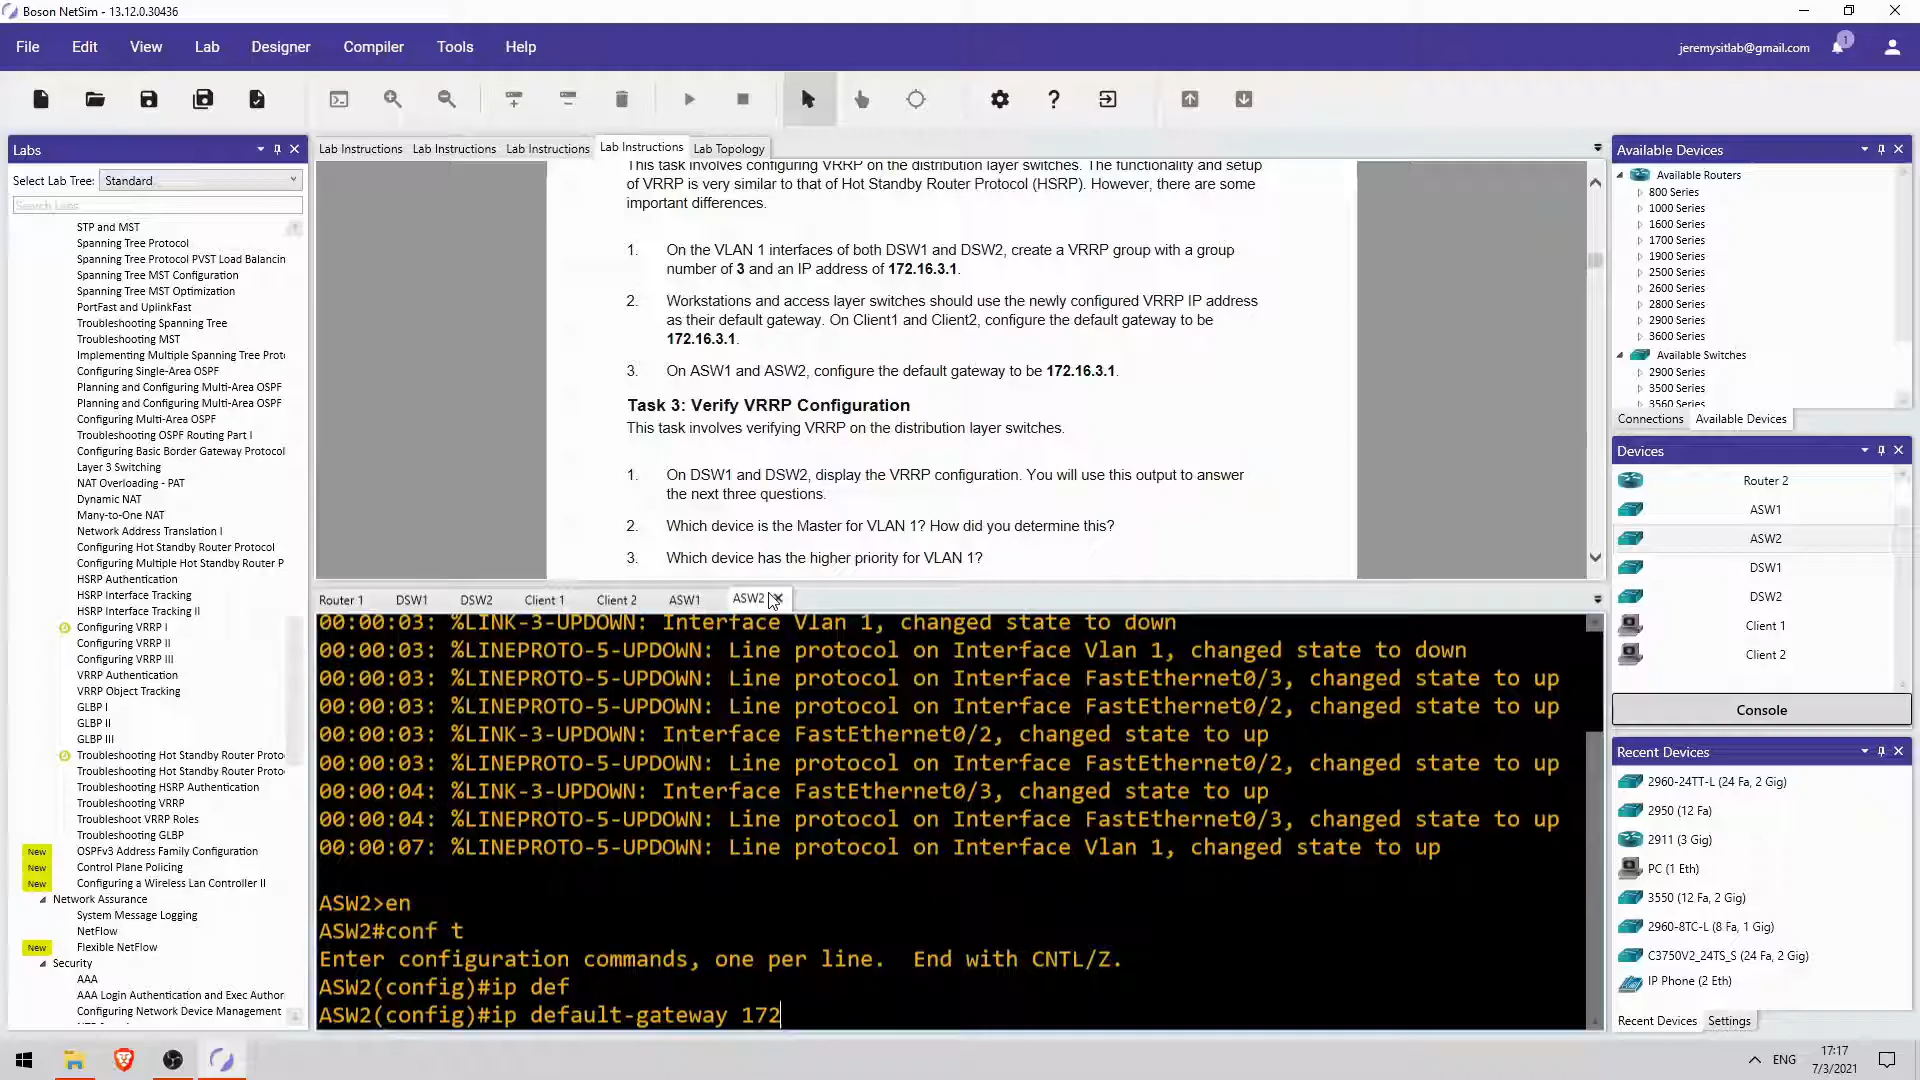 Boson NetSim - 13.12.0.30436
File
Edit
View
Lab
Designer
Compiler
Tools
Help
jeremysitlab@gmail.com
1
Labs
Select Lab Tree:
Standard
Search Labs
STP and MST
Spanning Tree Protocol
Spanning Tree Protocol PVST Load Balancin
Spanning Tree MST Configuration
Spanning Tree MST Optimization
PortFast and UplinkFast
Troubleshooting Spanning Tree
Troubleshooting MST
Implementing Multiple Spanning Tree Proto
Configuring Single-Area OSPF
Planning and Configuring Multi-Area OSPF
Planning and Configuring Multi-Area OSPF
Configuring Multi-Area OSPF
Troubleshooting OSPF Routing Part I
Configuring Basic Border Gateway Protocol
Layer 3 Switching
NAT Overloading - PAT
Dynamic NAT
Many-to-One NAT
Network Address Translation I
Configuring Hot Standby Router Protocol
Configuring Multiple Hot Standby Router P
HSRP Authentication
HSRP Interface Tracking
HSRP Interface Tracking II
Configuring VRRP I
Configuring VRRP II
Configuring VRRP III
VRRP Authentication
VRRP Object Tracking
GLBP I
GLBP II
GLBP III
Troubleshooting Hot Standby Router Proto
Troubleshooting Hot Standby Router Proto
Troubleshooting HSRP Authentication
Troubleshooting VRRP
Troubleshoot VRRP Roles
Troubleshooting GLBP
New OSPFv3 Address Family Configuration
New Control Plane Policing
New Configuring a Wireless Lan Controller II
Network Assurance
System Message Logging
NetFlow
New Flexible NetFlow
Security
AAA
AAA Login Authentication and Exec Author
Configuring Network Device Management
Lab Instructions
Lab Instructions
Lab Instructions
Lab Instructions
Lab Topology
This task involves configuring VRRP on the distribution layer switches. The functionality and setup
of VRRP is very similar to that of Hot Standby Router Protocol (HSRP). However, there are some
important differences.
1. On the VLAN 1 interfaces of both DSW1 and DSW2, create a VRRP group with a group
number of 3 and an IP address of 172.16.3.1.
2. Workstations and access layer switches should use the newly configured VRRP IP address
as their default gateway. On Client1 and Client2, configure the default gateway to be
172.16.3.1.
3. On ASW1 and ASW2, configure the default gateway to be 172.16.3.1.
Task 3: Verify VRRP Configuration
This task involves verifying VRRP on the distribution layer switches.
1. On DSW1 and DSW2, display the VRRP configuration. You will use this output to answer
the next three questions.
2. Which device is the Master for VLAN 1? How did you determine this?
3. Which device has the higher priority for VLAN 1?
Router 1
DSW1
DSW2
Client 1
Client 2
ASW1
ASW2
00:00:03: %LINK-3-UPDOWN: Interface Vlan 1, changed state to down
00:00:03: %LINEPROTO-5-UPDOWN: Line protocol on Interface Vlan 1, changed state to down
00:00:03: %LINEPROTO-5-UPDOWN: Line protocol on Interface FastEthernet0/3, changed state to up
00:00:03: %LINEPROTO-5-UPDOWN: Line protocol on Interface FastEthernet0/2, changed state to up
00:00:03: %LINK-3-UPDOWN: Interface FastEthernet0/2, changed state to up
00:00:03: %LINEPROTO-5-UPDOWN: Line protocol on Interface FastEthernet0/2, changed state to up
00:00:04: %LINK-3-UPDOWN: Interface FastEthernet0/3, changed state to up
00:00:04: %LINEPROTO-5-UPDOWN: Line protocol on Interface FastEthernet0/3, changed state to up
00:00:07: %LINEPROTO-5-UPDOWN: Line protocol on Interface Vlan 1, changed state to up
ASW2>en
ASW2#conf t
Enter configuration commands, one per line. End with CNTL/Z.
ASW2(config)#ip def
ASW2(config)#ip default-gateway 172
Available Devices
Available Routers
800 Series
1000 Series
1600 Series
1700 Series
1900 Series
2500 Series
2600 Series
2800 Series
2900 Series
3600 Series
Available Switches
2900 Series
3500 Series
3560 Series
Connections
Available Devices
Devices
Router 2
ASW1
ASW2
DSW1
DSW2
Client 1
Client 2
Console
Recent Devices
2960-24TT-L (24 Fa, 2 Gig)
2950 (12 Fa)
2911 (3 Gig)
PC (1 Eth)
3550 (12 Fa, 2 Gig)
2960-8TC-L (8 Fa, 1 Gig)
C3750V2_24TS_S (24 Fa, 2 Gig)
IP Phone (2 Eth)
Recent Devices
Settings
ENG
17:17
7/3/2021